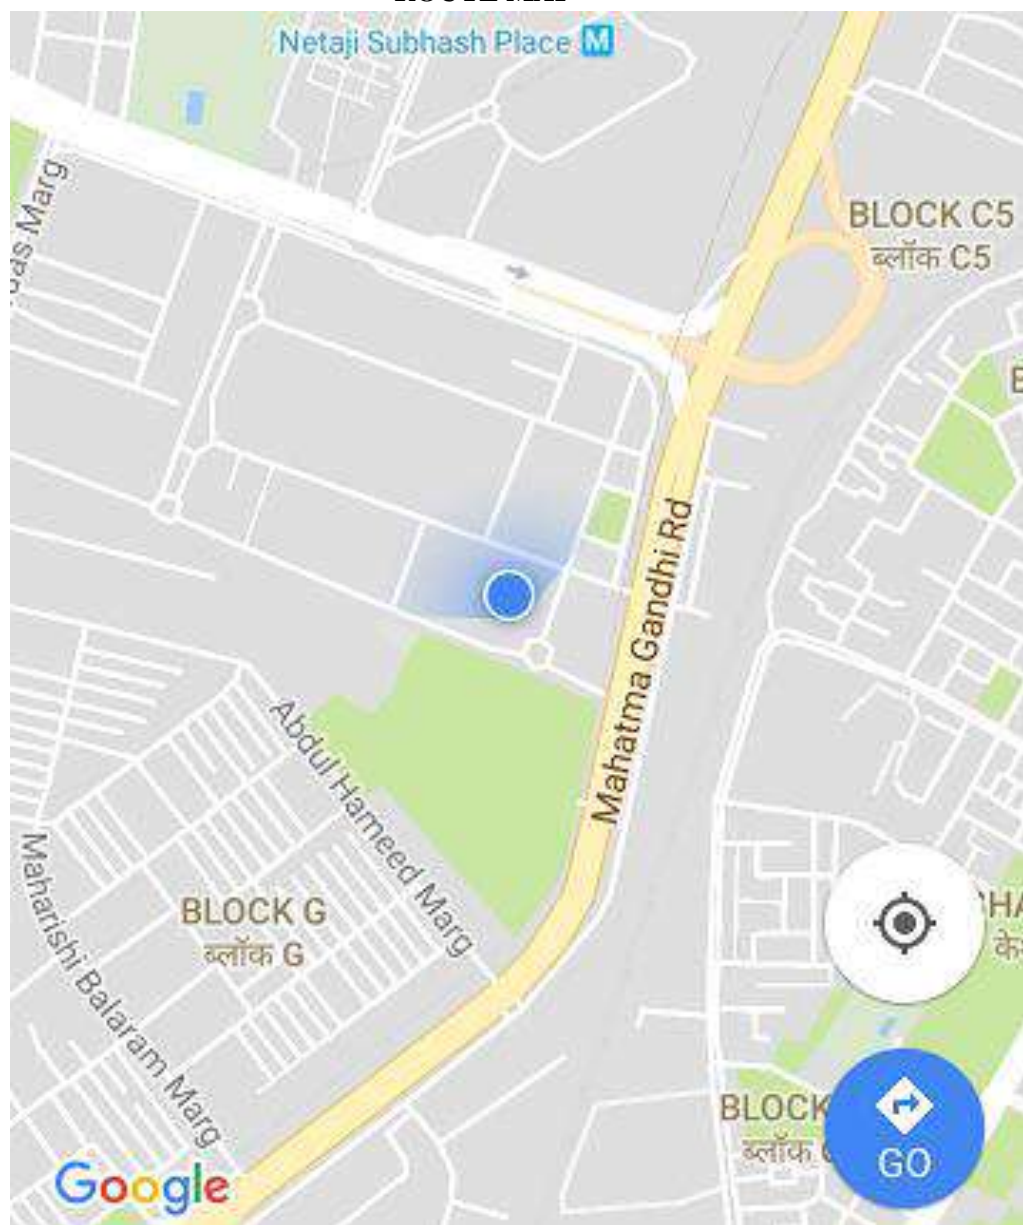 Netaji Subhash Place M
BLOCK C5
ब्लॉक C5
Marg
Mahatma Gandhi Rd
Abdul Hameed Marg
BLOCK G
ब्लॉक G
Maharishi Balaram Marg
BLOCK
ब्लॉक
GO
Google